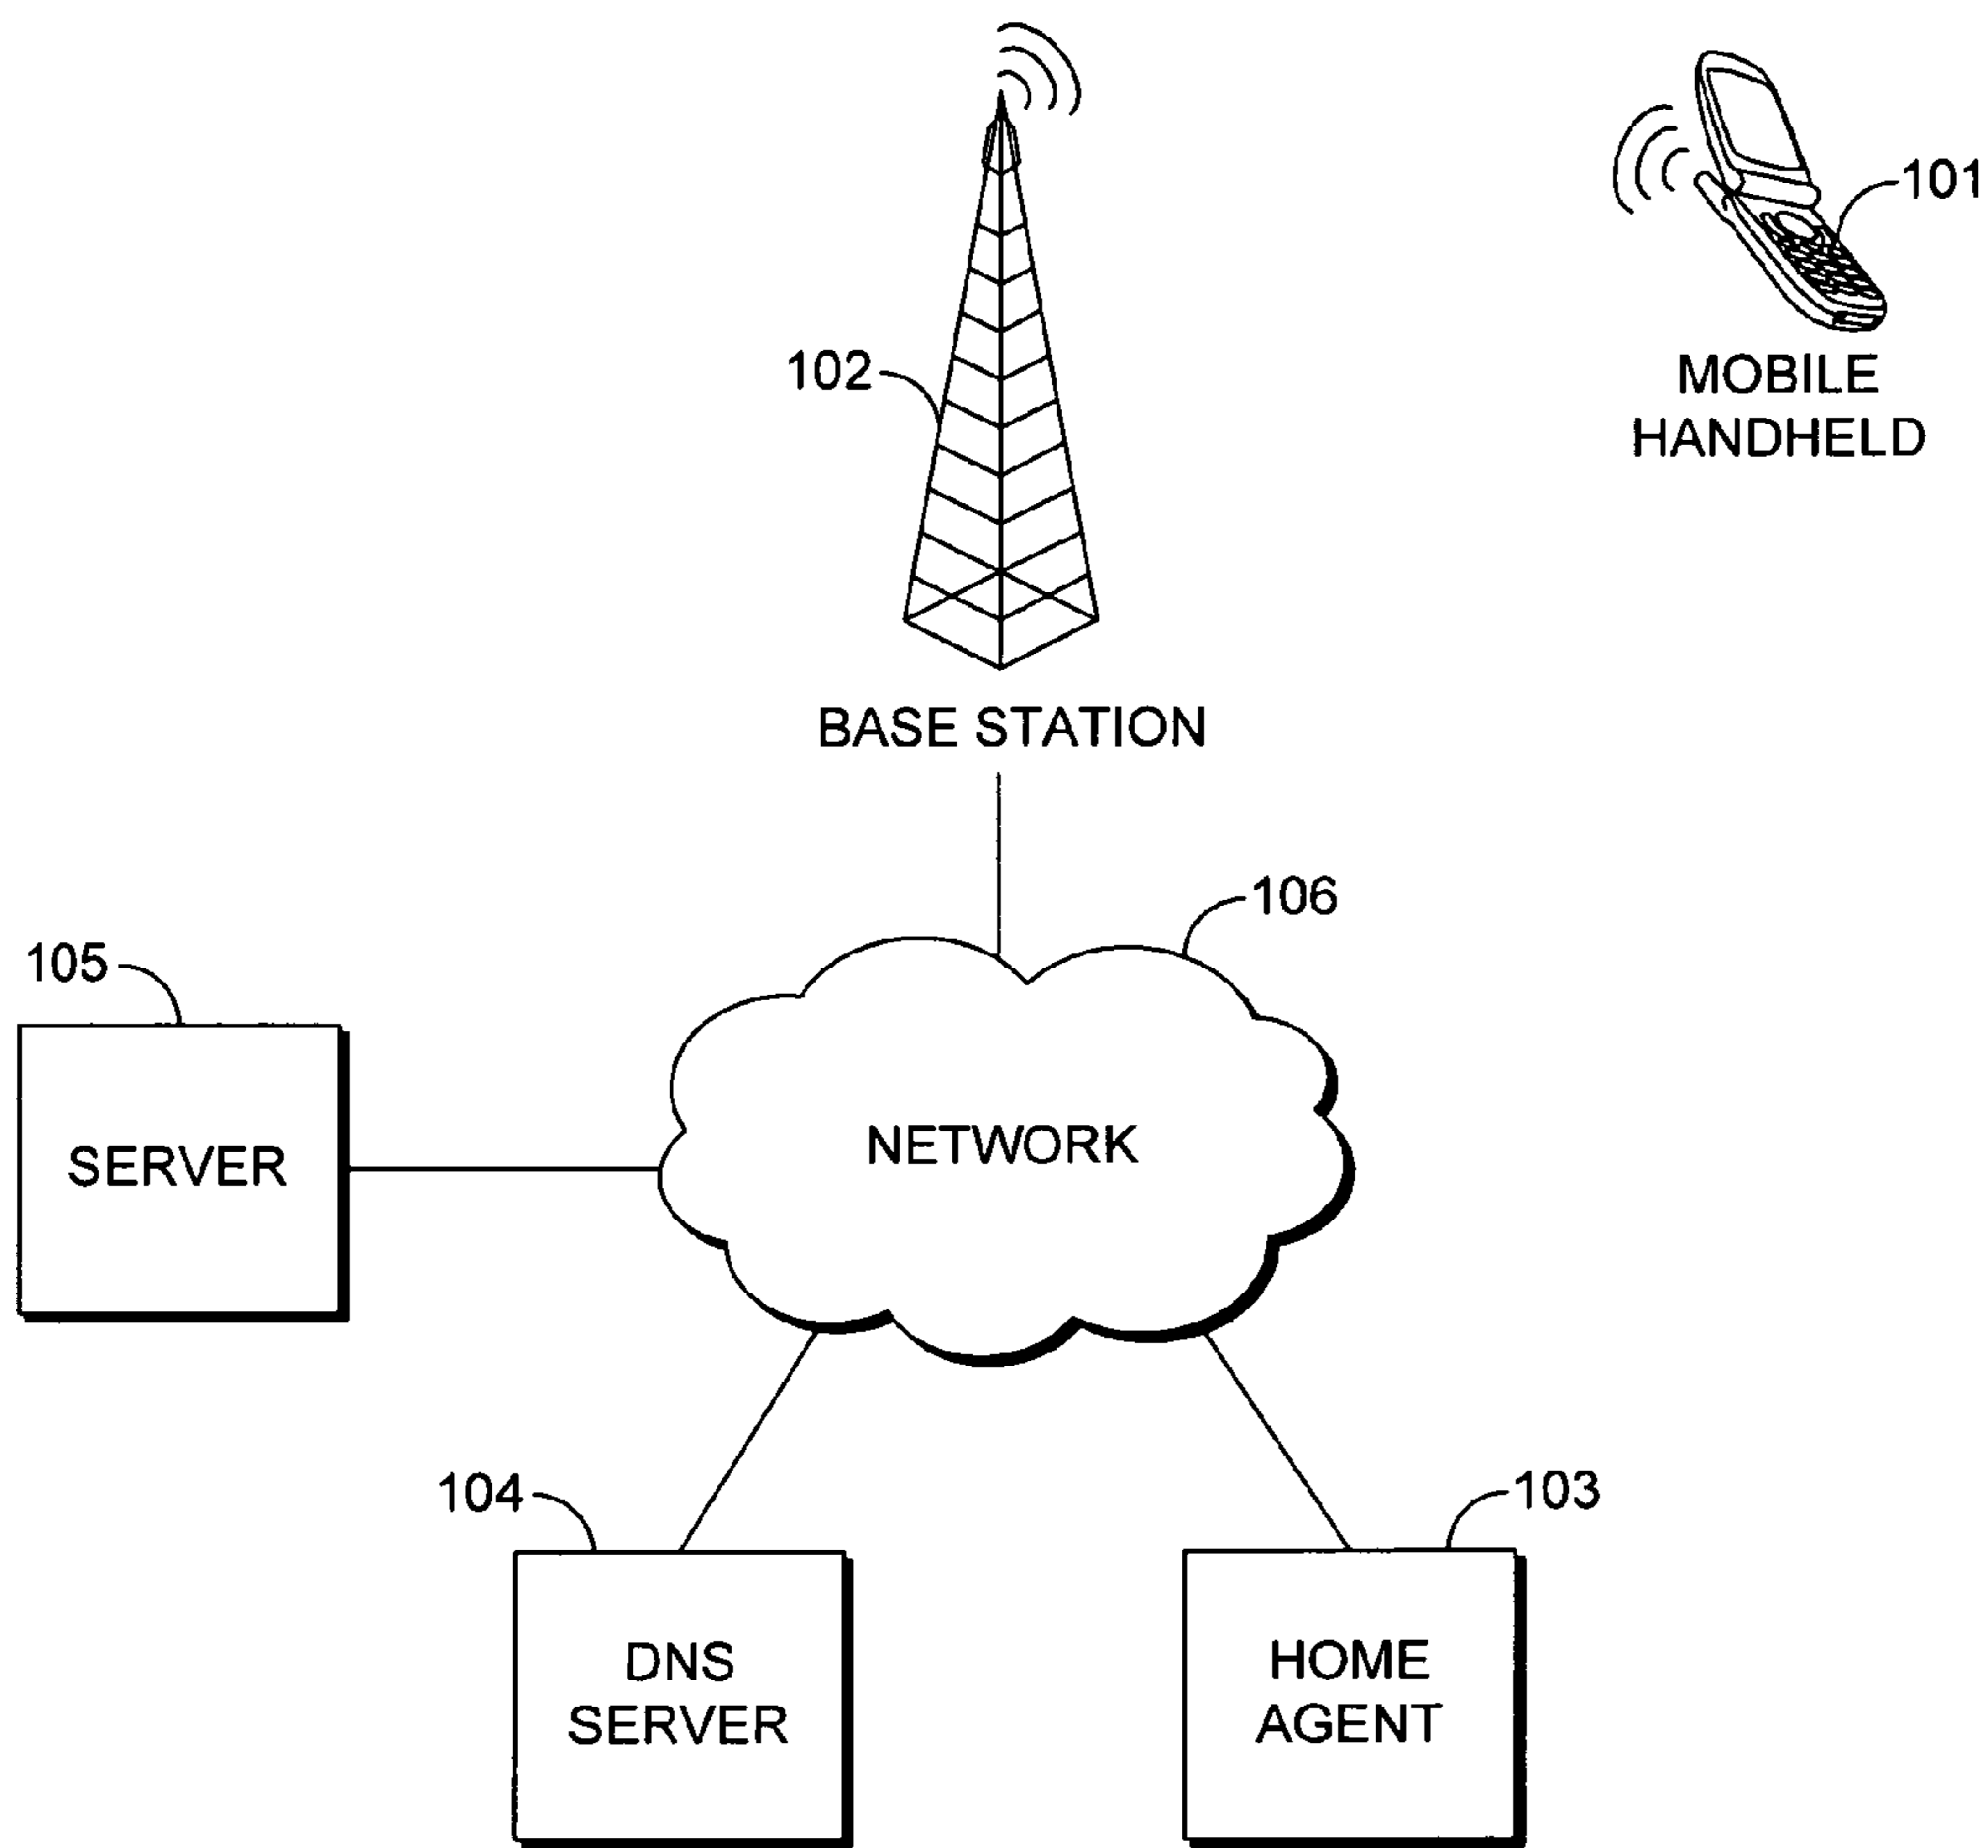 101
MOBILE
HANDHELD
102
BASE STATION
106
105
SERVER
NETWORK
104
103
DNS
SERVER
HOME
AGENT